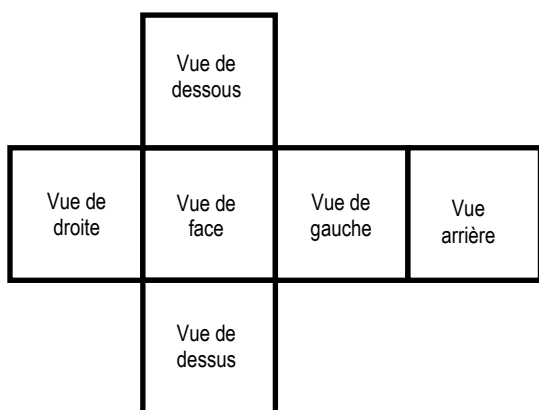 Vue de
dessous
Vue de
droite
Vue de
face
Vue de
gauche
Vue
arrière
Vue de
dessus